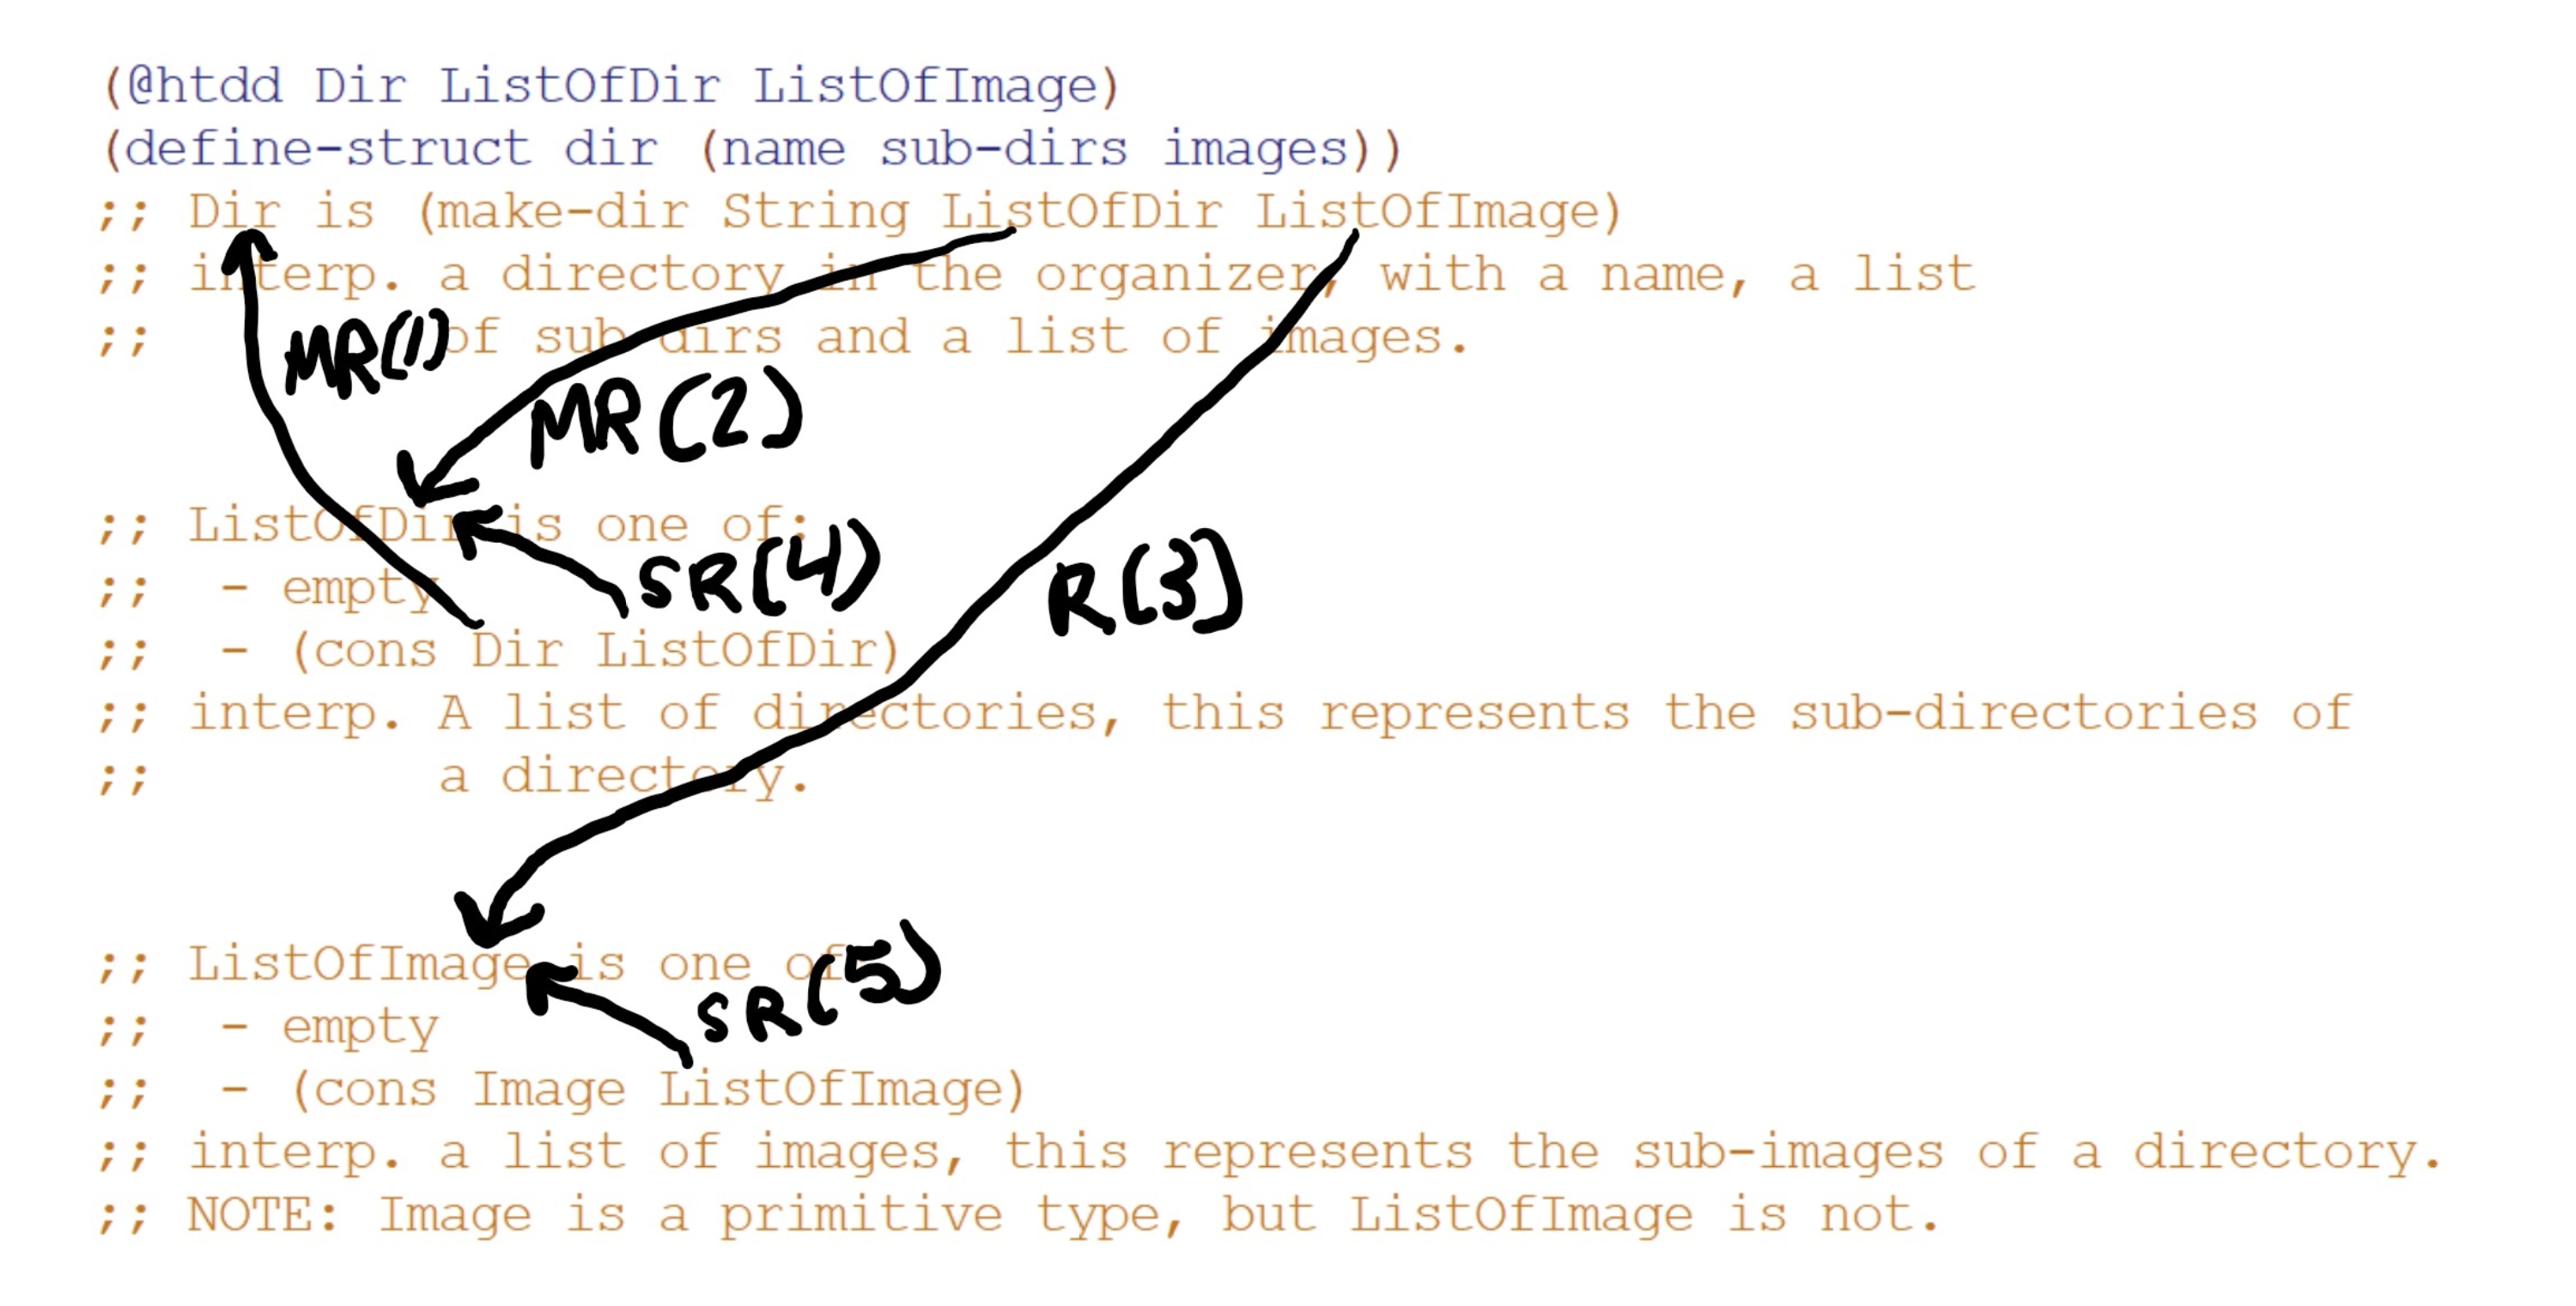 (@htdd Dir ListOfDir ListOfImage)
(define-struct dir (name sub-dirs images))
;; Dir is (make-dir String ListOfDir ListOfImage)
;; interp. a directory in the organizer, with a name, a list
;; of sub-dirs and a list of images.
MR(1)
MR(2)
;; ListOfDir is one of:
SR(4)
;; - empty
R(3)
;; - (cons Dir ListOfDir)
;; interp. A list of directories, this represents the sub-directories of
;; a directory.
;; ListOfImage is one of
SR(5)
;; - empty
;; - (cons Image ListOfImage)
;; interp. a list of images, this represents the sub-images of a directory.
;; NOTE: Image is a primitive type, but ListOfImage is not.